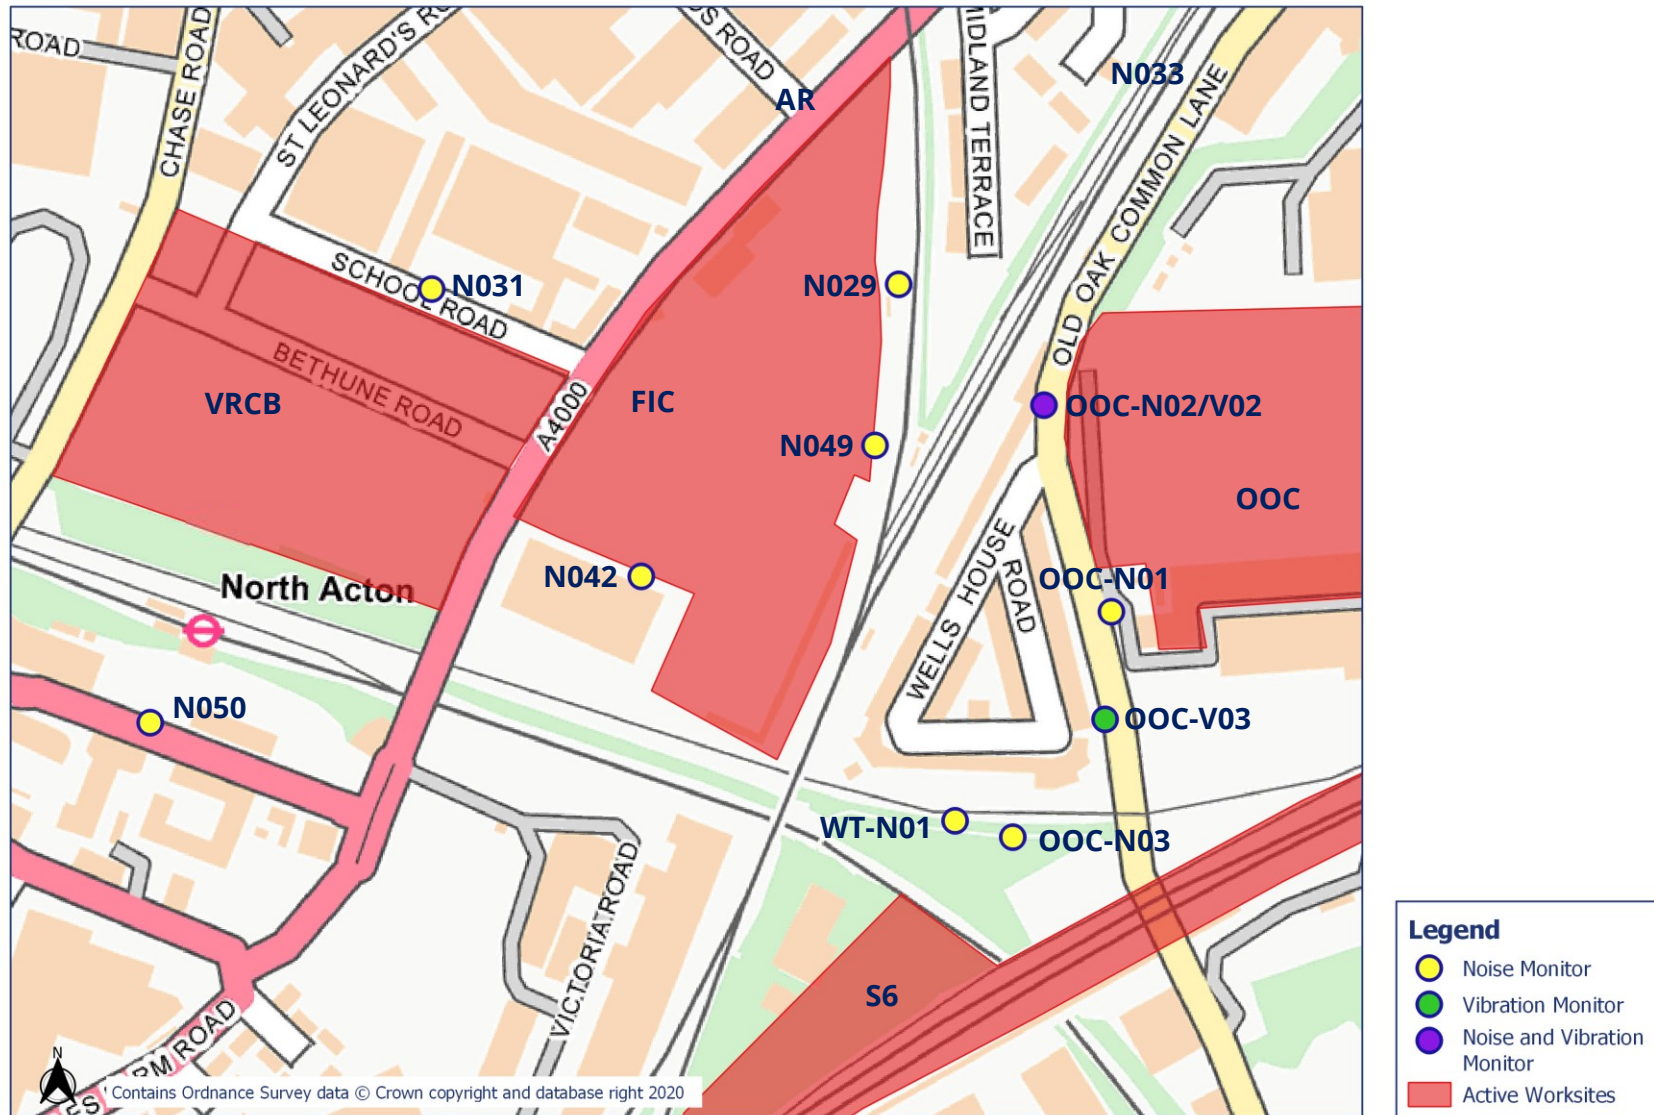 ROAD
CHASE ROAD
ST LEONARD'S
ROAD
AR
MIDLAND TERRACE
N033
OLD OAK COMMON LANE
SCHOOL ROAD
N031
N029
BETHUNE ROAD
VRCB
A4000
FIC
N049
OOC-N02/V02
OOC
WELLS HOUSE
ROAD
North Acton
N042
OOC-N01
N050
OOC-V03
WT-N01
OOC-N03
VICTORIA ROAD
S6
RM ROAD
N
Contains Ordnance Survey data © Crown copyright and database right 2020
Legend
Noise Monitor
Vibration Monitor
Noise and Vibration
Monitor
Active Worksites